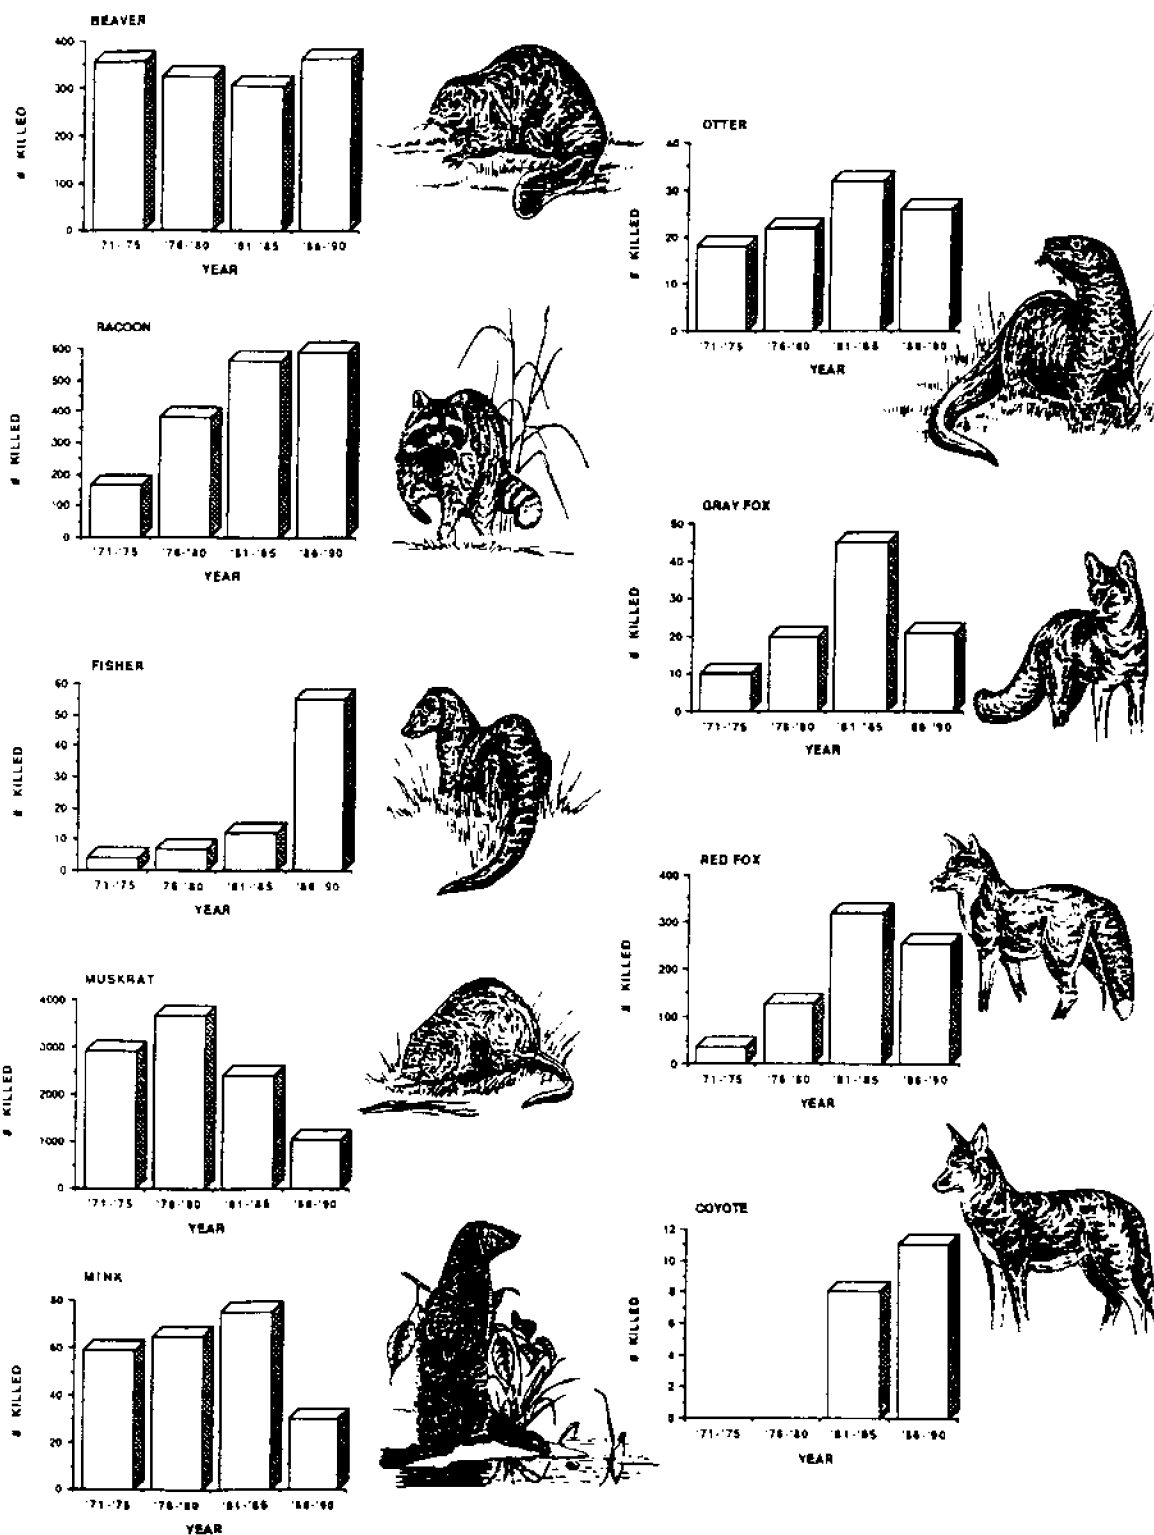 BEAVER
400
300
200
100
0
# KILLED
'71-'75 '76-'80 '81-'85 '86-'90
YEAR
RACOON
600
500
400
300
200
100
0
# KILLED
'71-'75 '76-'80 '81-'85 '86-'90
YEAR
FISHER
60
50
40
30
20
10
0
# KILLED
71-'75 '76-'80 '81-'85 '86-'90
YEAR
MUSKRAT
4000
3000
2000
1000
0
# KILLED
'71-'75 '76-'80 '81-'85 '86-'90
YEAR
MINK
80
60
40
20
0
# KILLED
'71-'75 '76-'80 '81-'85 '86-'90
YEAR
OTTER
40
30
20
10
0
# KILLED
'71-'75 '76-'80 '81-'85 '86-'90
YEAR
GRAY FOX
50
40
30
20
10
0
# KILLED
'71-'75 '76-'80 '81-'85 '86-'90
YEAR
RED FOX
400
300
200
100
0
# KILLED
71-'75 '76-'80 '81-'85 '86-'90
YEAR
COYOTE
12
10
8
6
4
2
0
# KILLED
'71-'75 '76-'80 '81-'85 '86-'90
YEAR